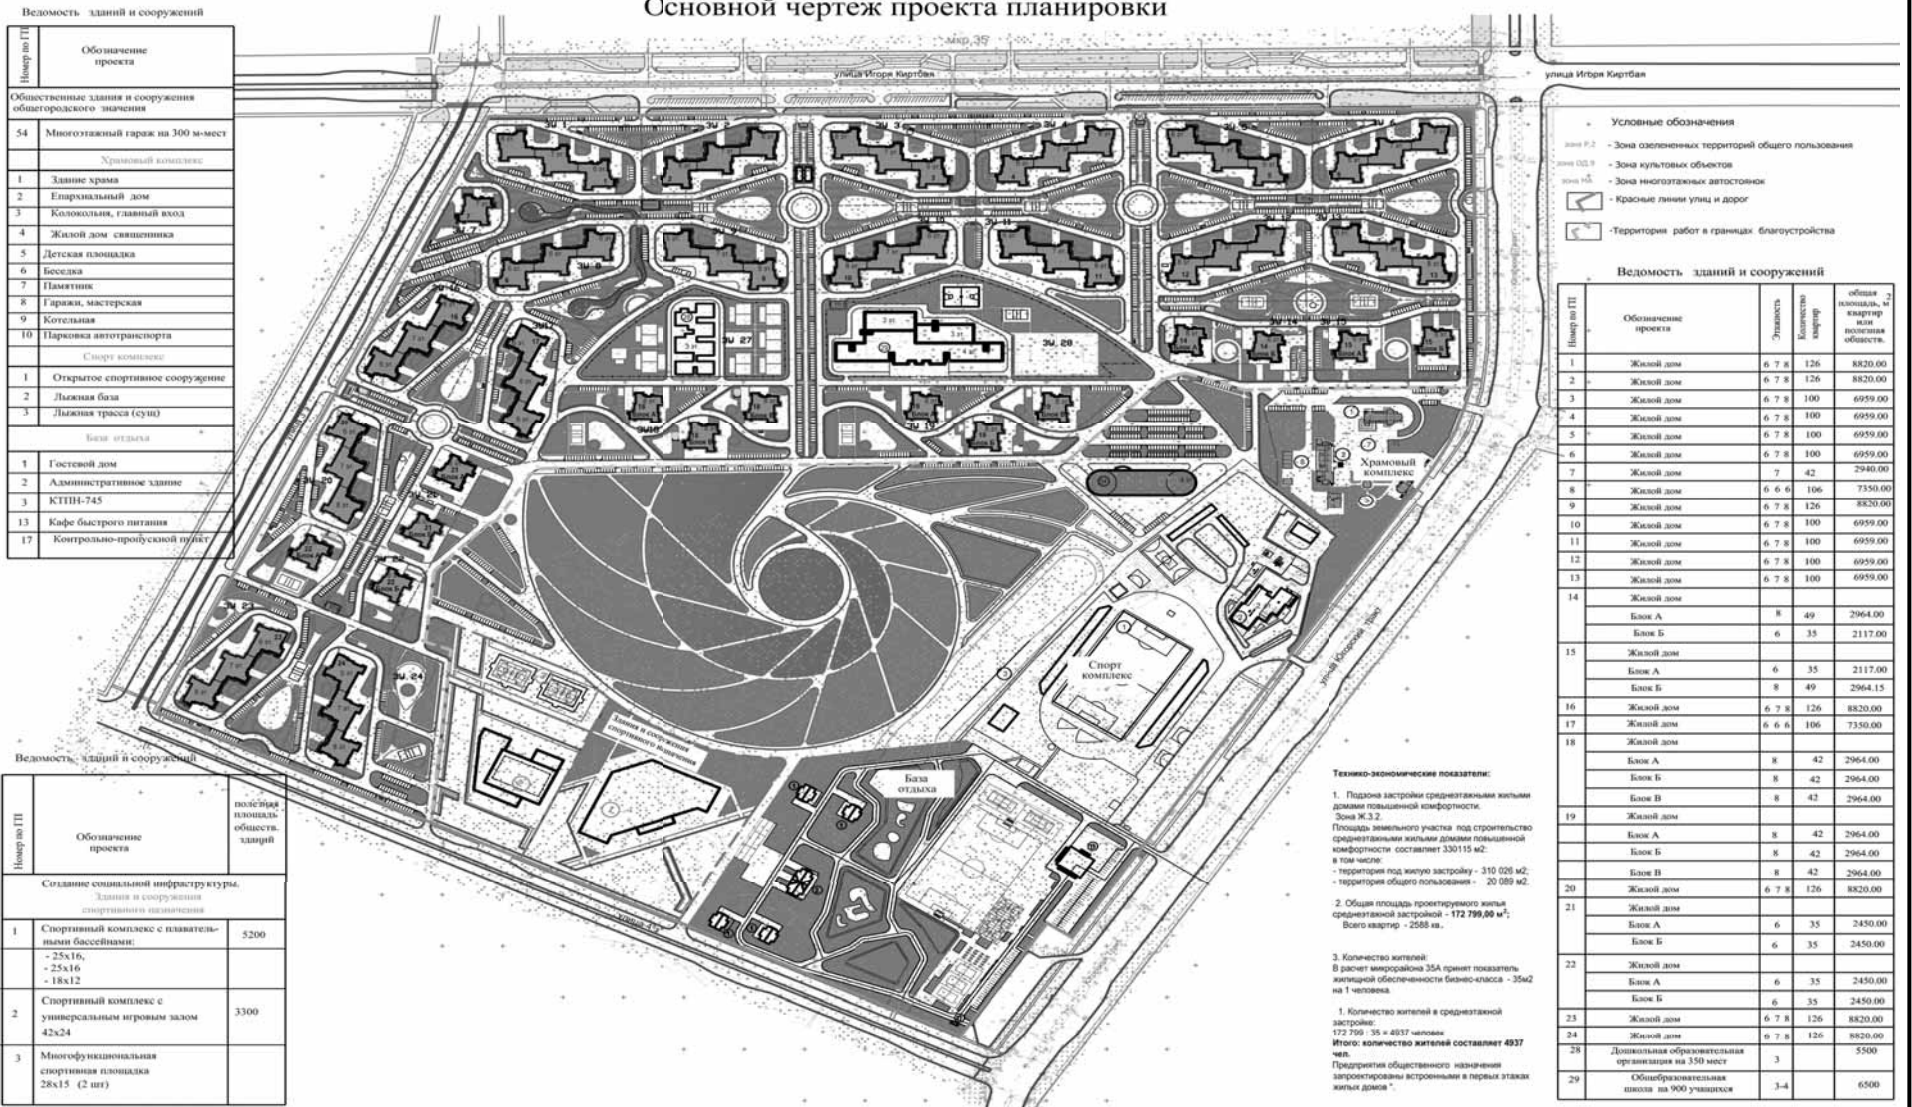 Основной чертеж проекта планировки
Ведомость зданий и сооружений
Номер по ГП
Обозначение
проекта
Общественные здания и сооружения
общегородского значения
54 Многоэтажный гараж на 300 м-мест
Храмовый комплекс
1 Здание храма
2 Епархиальный дом
3 Колокольня, главный вход
4 Жилой дом священника
5 Детская площадка
6 Беседка
7 Памятник
8 Гаражи, мастерская
9 Котельная
10 Парковка автотранспорта
Спорт комплекс
1 Открытое спортивное сооружение
2 Лыжная база
3 Лыжная трасса (сущ)
База отдыха
1 Гостевой дом
2 Административное здание
3 КТПН-745
13 Кафе быстрого питания
17 Контрольно-пропускной пункт
Ведомость зданий и сооружений
Номер по ГП
Обозначение
проекта
полезная
площадь
обществ.
зданий
Создание социальной инфраструктуры.
Здания и сооружения
спортивного назначения
1 Спортивный комплекс с плаватель-
ными бассейнами: 5200
- 25х16,
- 25х16
- 18х12
2 Спортивный комплекс с
универсальным игровым залом 3300
42х24
3 Многофункциональная
спортивная площадка
28х15 (2 шт)
мкр 35
улица Игоря Киртбая
улица Игоря Киртбая
ЗУ 27
ЗУ 28
ЗУ 24
Храмовый
комплекс
Спорт
комплекс
Здания и сооружения
спортивного назначения
База
отдыха
Условные обозначения
зона Р.2 - Зона озелененных территорий общего пользования
- Зона культовых объектов
- Зона многоэтажных автостоянок
- Красные линии улиц и дорог
-Территория работ в границах благоустройства
Ведомость зданий и сооружений
Номер по ГП
Обозначение
проекта
Этажность
Количество
квартир
общая
площадь, м2
квартир
или
полезная
обществ.
1 Жилой дом 6 7 8 126 8820.00
2 Жилой дом 6 7 8 126 8820.00
3 Жилой дом 6 7 8 100 6959.00
4 Жилой дом 6 7 8 100 6959.00
5 Жилой дом 6 7 8 100 6959.00
6 Жилой дом 6 7 8 100 6959.00
7 Жилой дом 7 42 2940.00
8 Жилой дом 6 6 6 106 7350.00
9 Жилой дом 6 7 8 126 8820.00
10 Жилой дом 6 7 8 100 6959.00
11 Жилой дом 6 7 8 100 6959.00
12 Жилой дом 6 7 8 100 6959.00
13 Жилой дом 6 7 8 100 6959.00
14 Жилой дом
Блок А 8 49 2964.00
Блок Б 6 35 2117.00
15 Жилой дом
Блок А 6 35 2117.00
Блок Б 8 49 2964.15
16 Жилой дом 6 7 8 126 8820.00
17 Жилой дом 6 6 6 106 7350.00
18 Жилой дом
Блок А 8 42 2964.00
Блок Б 8 42 2964.00
Блок В 8 42 2964.00
19 Жилой дом
Блок А 8 42 2964.00
Блок Б 8 42 2964.00
Блок В 8 42 2964.00
20 Жилой дом 6 7 8 126 8820.00
21 Жилой дом
Блок А 6 35 2450.00
Блок Б 6 35 2450.00
22 Жилой дом
Блок А 6 35 2450.00
Блок Б 6 35 2450.00
23 Жилой дом 6 7 8 126 8820.00
24 Жилой дом 6 7 8 126 8820.00
28 Дошкольная образовательная
организация на 350 мест 3 5500
29 Общебразовательная
школа на 900 учащихся 3-4 6500
Технико-экономические показатели:
1. Подзона застройки среднеэтажными жилыми
домами повышенной комфортности.
Зона Ж.3.2.
Площадь земельного участка под строительство
среднеэтажными жилыми домами повышенной
комфортности составляет 330115 м2:
в том числе:
- территория под жилую застройку - 310 026 м2;
- территория общего пользования - 20 089 м2.
2. Общая площадь проектируемого жилья
среднеэтажной застройкой - 172 799,00 м2;
Всего квартир - 2588 кв.,
3. Количество жителей:
В расчет микрорайона 35А принят показатель
жилищной обеспеченности бизнес-класса - 35м2
на 1 человека.
1. Количество жителей в среднеэтажной
застройке:
172 799 : 35 = 4937 человек
Итого: количество жителей составляет 4937
чел.
Предприятия общественного назначения
запроектированы встроенными в первых этажах
жилых домов ".